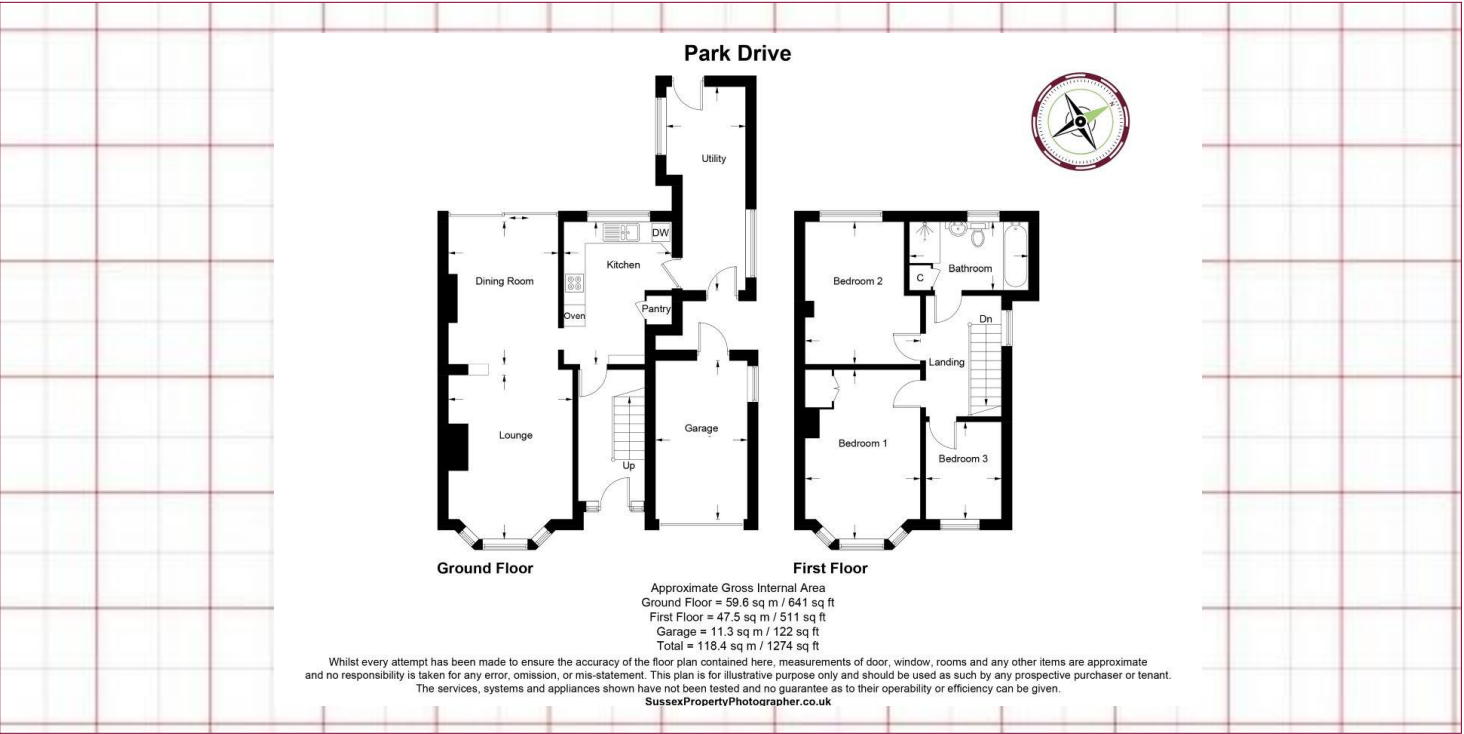 Park Drive
N
Utility
DW
Kitchen
Dining Room
Pantry
Oven
Lounge
Garage
Up
Bathroom
C
Bedroom 2
Dn
Landing
Bedroom 1
Bedroom 3
Ground Floor
First Floor
Approximate Gross Internal Area
Ground Floor = 59.6 sq m / 641 sq ft
First Floor = 47.5 sq m / 511 sq ft
Garage = 11.3 sq m / 122 sq ft
Total = 118.4 sq m / 1274 sq ft
Whilst every attempt has been made to ensure the accuracy of the floor plan contained here, measurements of door, window, rooms and any other items are approximate
and no responsibility is taken for any error, omission, or mis-statement. This plan is for illustrative purpose only and should be used as such by any prospective purchaser or tenant.
The services, systems and appliances shown have not been tested and no guarantee as to their operability or efficiency can be given.
SussexPropertyPhotographer.co.uk